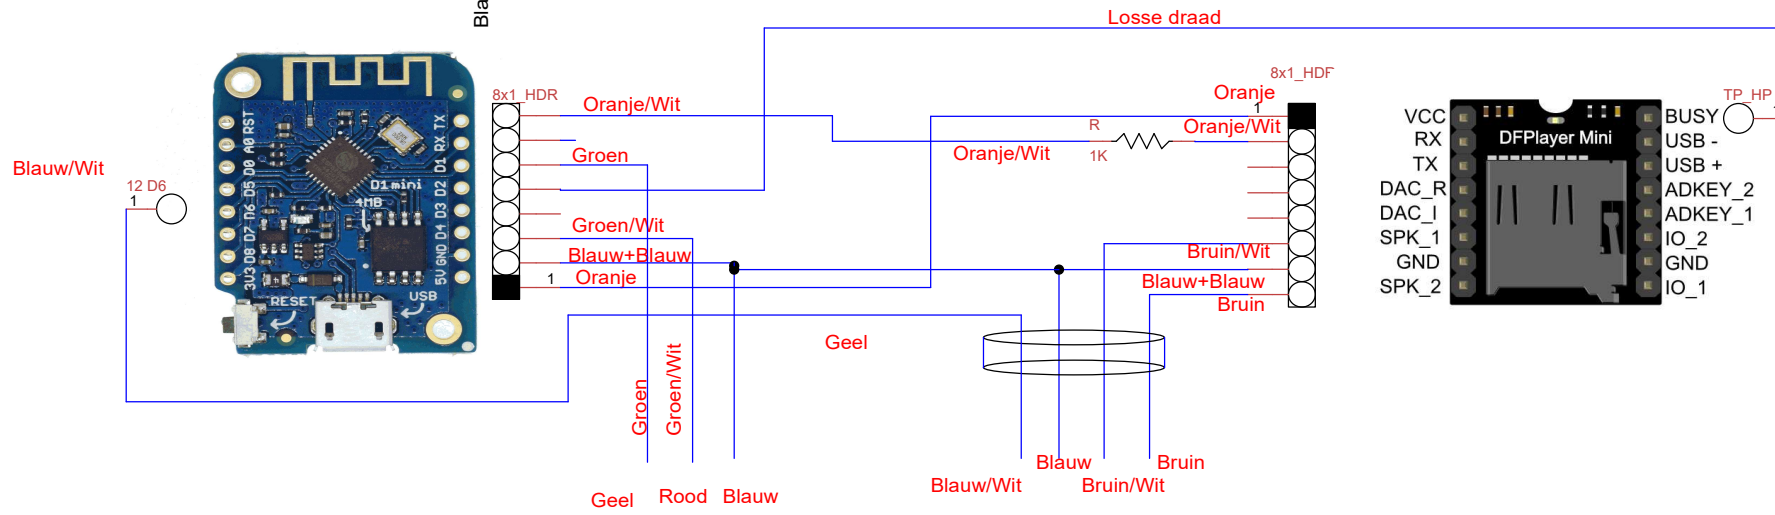 Bla
Losse draad
8x1_HDR
8x1_HDF
Oranje/Wit
Oranje
1
Oranje/Wit
R
1K
Oranje/Wit
Groen
Blauw/Wit
12 D6
1
RST
A0
D0
D5
D6
D7
D8
3V3
TX
RX
D1
D2
D3
D4
GND
5V
D1 mini
4MB
RESET
USB
Groen/Wit
Blauw+Blauw
1
Oranje
Bruin/Wit
Blauw+Blauw
Bruin
VCC
RX
TX
DAC_R
DAC_I
SPK_1
GND
SPK_2
DFPlayer Mini
BUSY
USB -
USB +
ADKEY_2
ADKEY_1
IO_2
GND
IO_1
TP_HP
Geel
Groen
Groen/Wit
Geel
Rood
Blauw
Blauw/Wit
Blauw
Bruin/Wit
Bruin